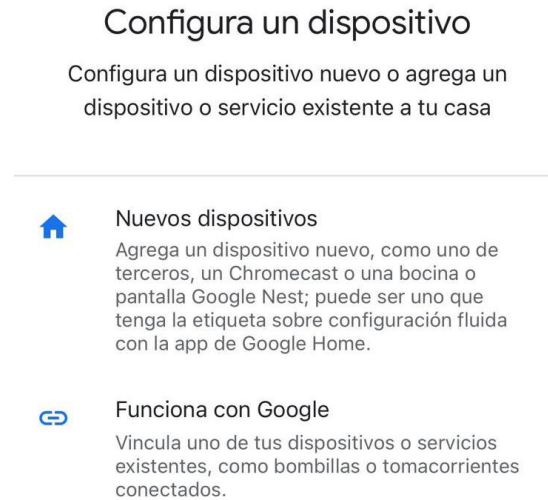 Configura un dispositivo
Configura un dispositivo nuevo o agrega un
dispositivo o servicio existente a tu casa
Nuevos dispositivos
Agrega un dispositivo nuevo, como uno de
terceros, un Chromecast o una bocina o
pantalla Google Nest; puede ser uno que
tenga la etiqueta sobre configuración fluida
con la app de Google Home.
Funciona con Google
Vincula uno de tus dispositivos o servicios
existentes, como bombillas o tomacorrientes
conectados.